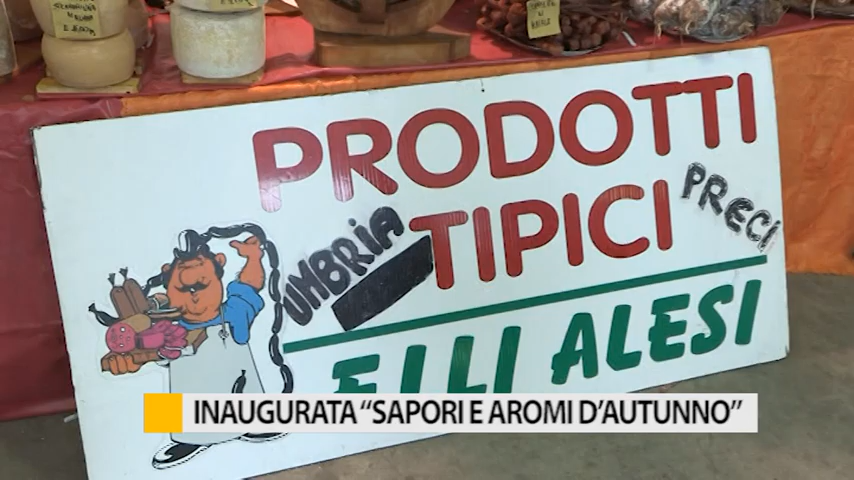 PRODOTTI
UMBRIA TIPICI PRECI
F.LLI ALESI
INAUGURATA “SAPORI E AROMI D’AUTUNNO”